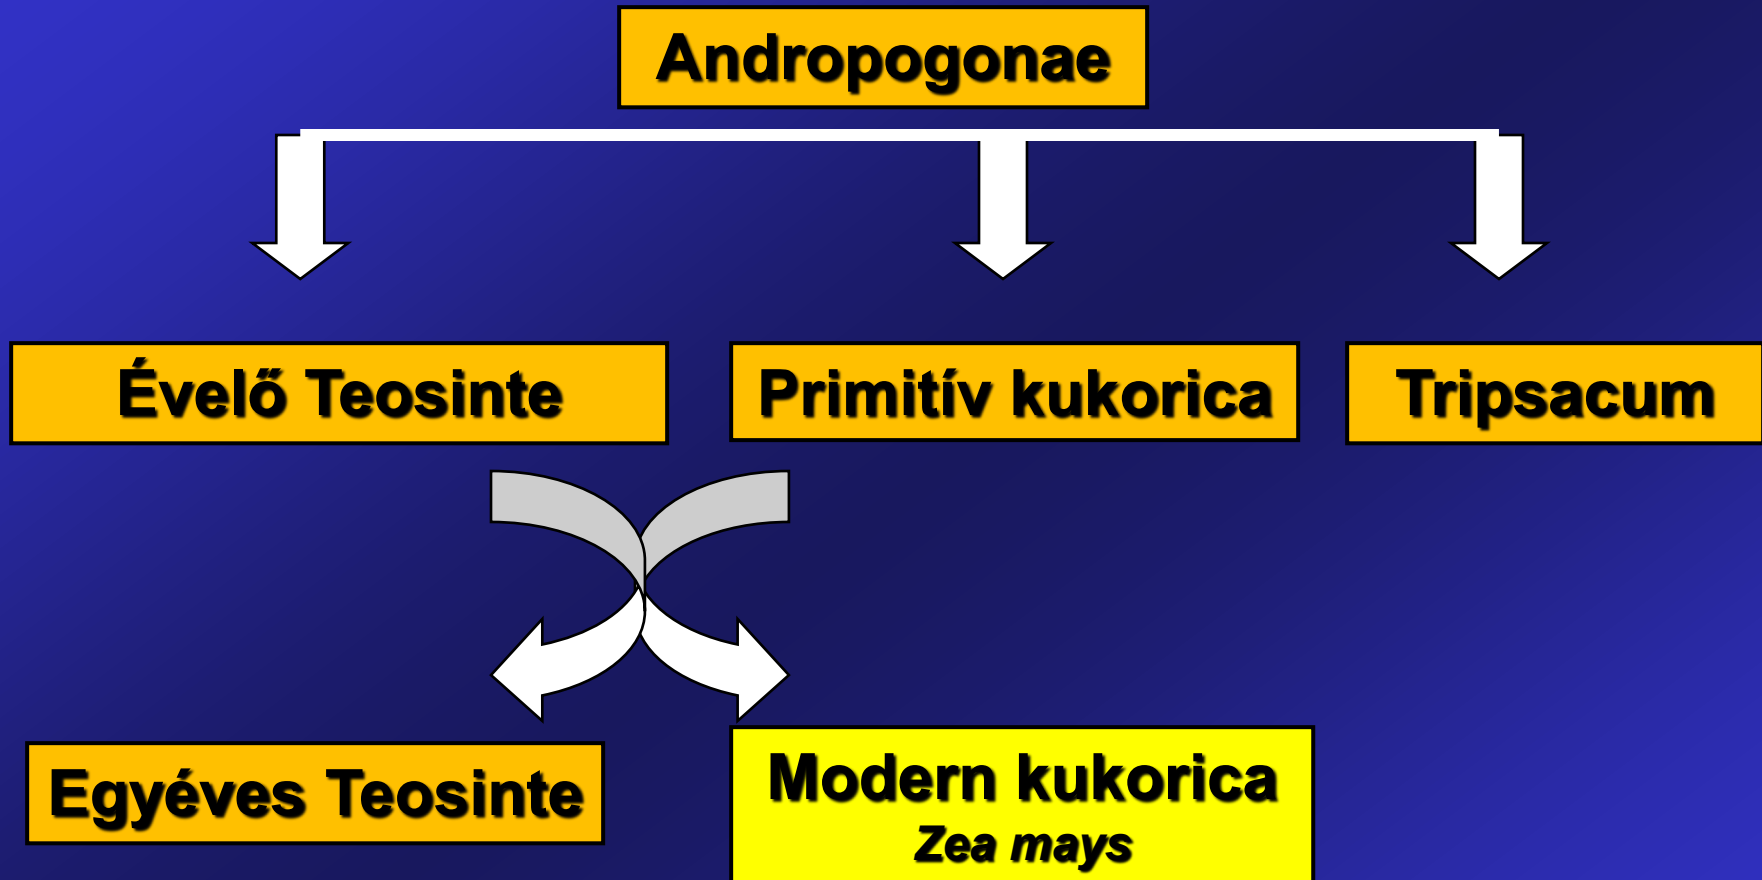 Andropogonae
Évelő Teosinte
Primitív kukorica
Tripsacum
Egyéves Teosinte
Modern kukorica
Zea mays